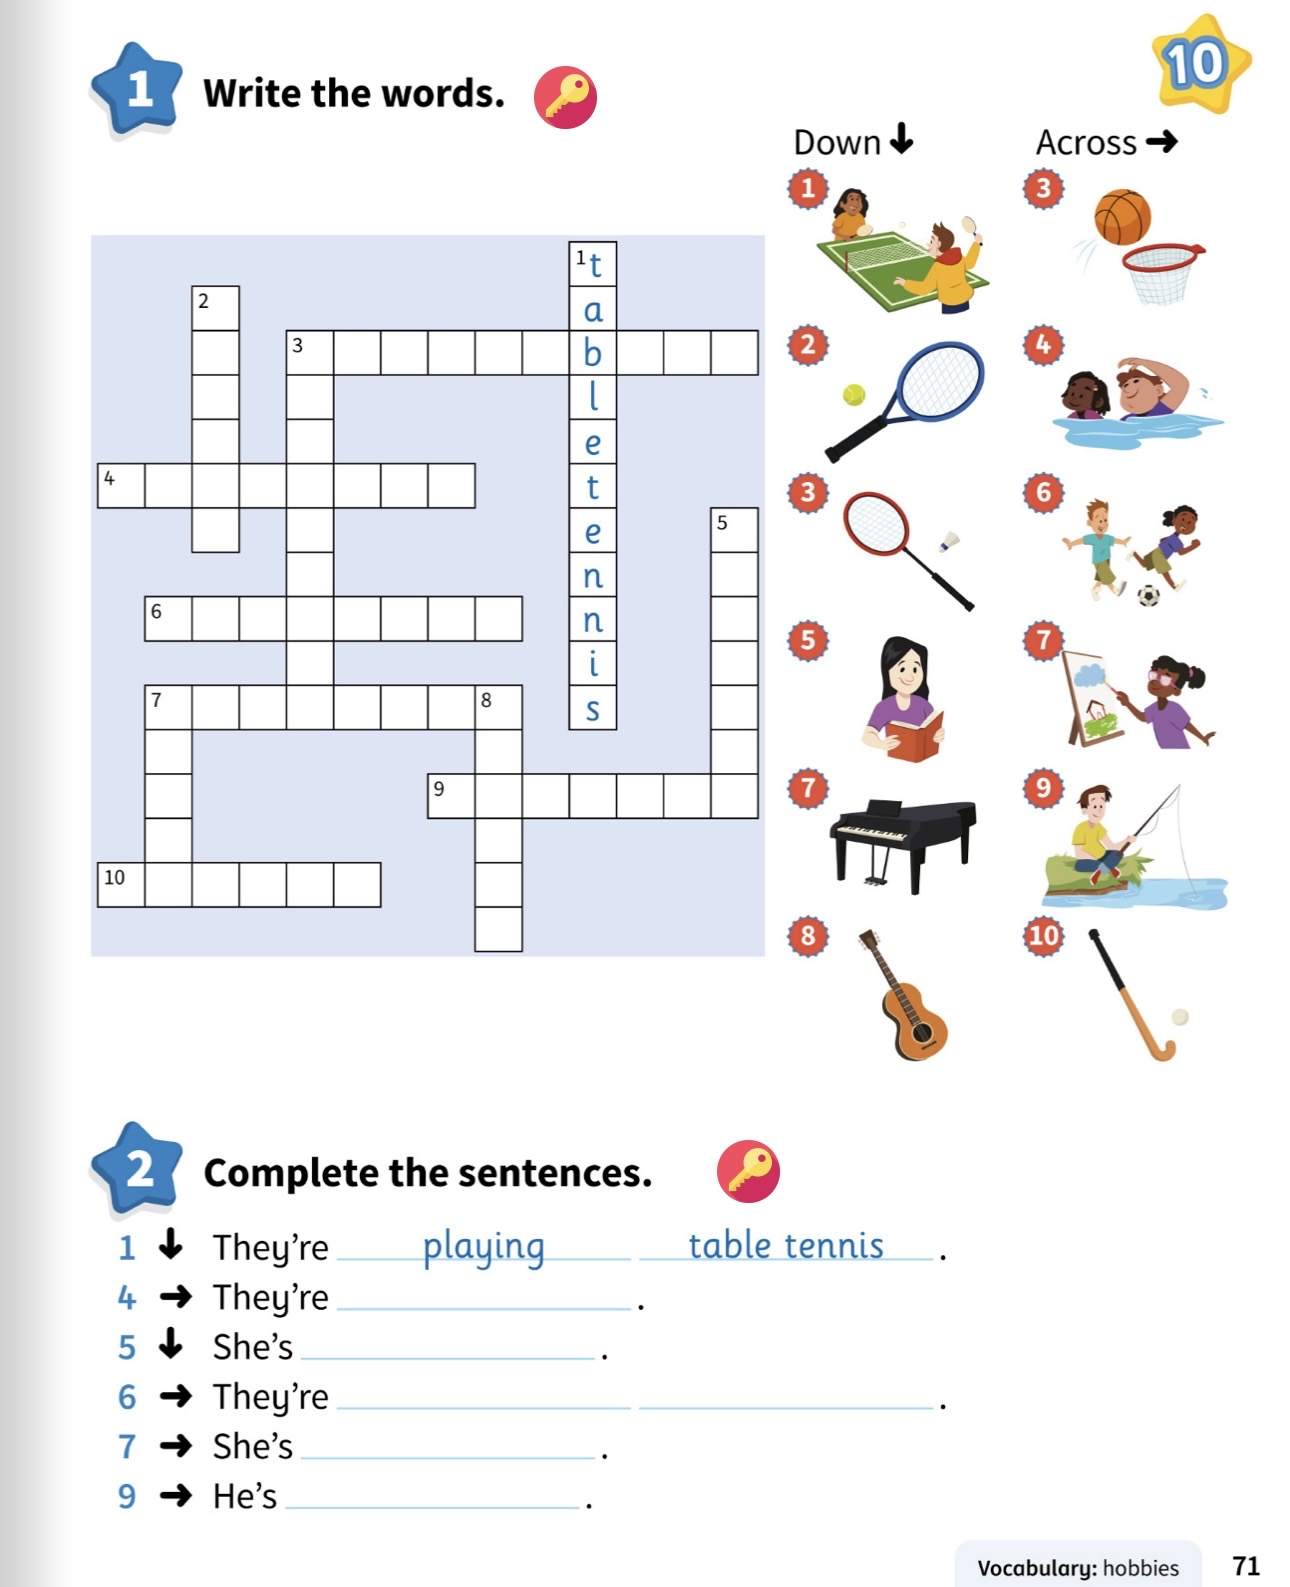 1 Write the words.
10
Down Across
1 3
2 4
3 6
5 7
7 9
8 10
1 t
2 a
3 b
l
e
4 t
5 e
n
6 n
i
7 8 s
9
10
2 Complete the sentences.
1 They're playing table tennis .
4 They're .
5 She's .
6 They're .
7 She's .
9 He's .
Vocabulary: hobbies 71